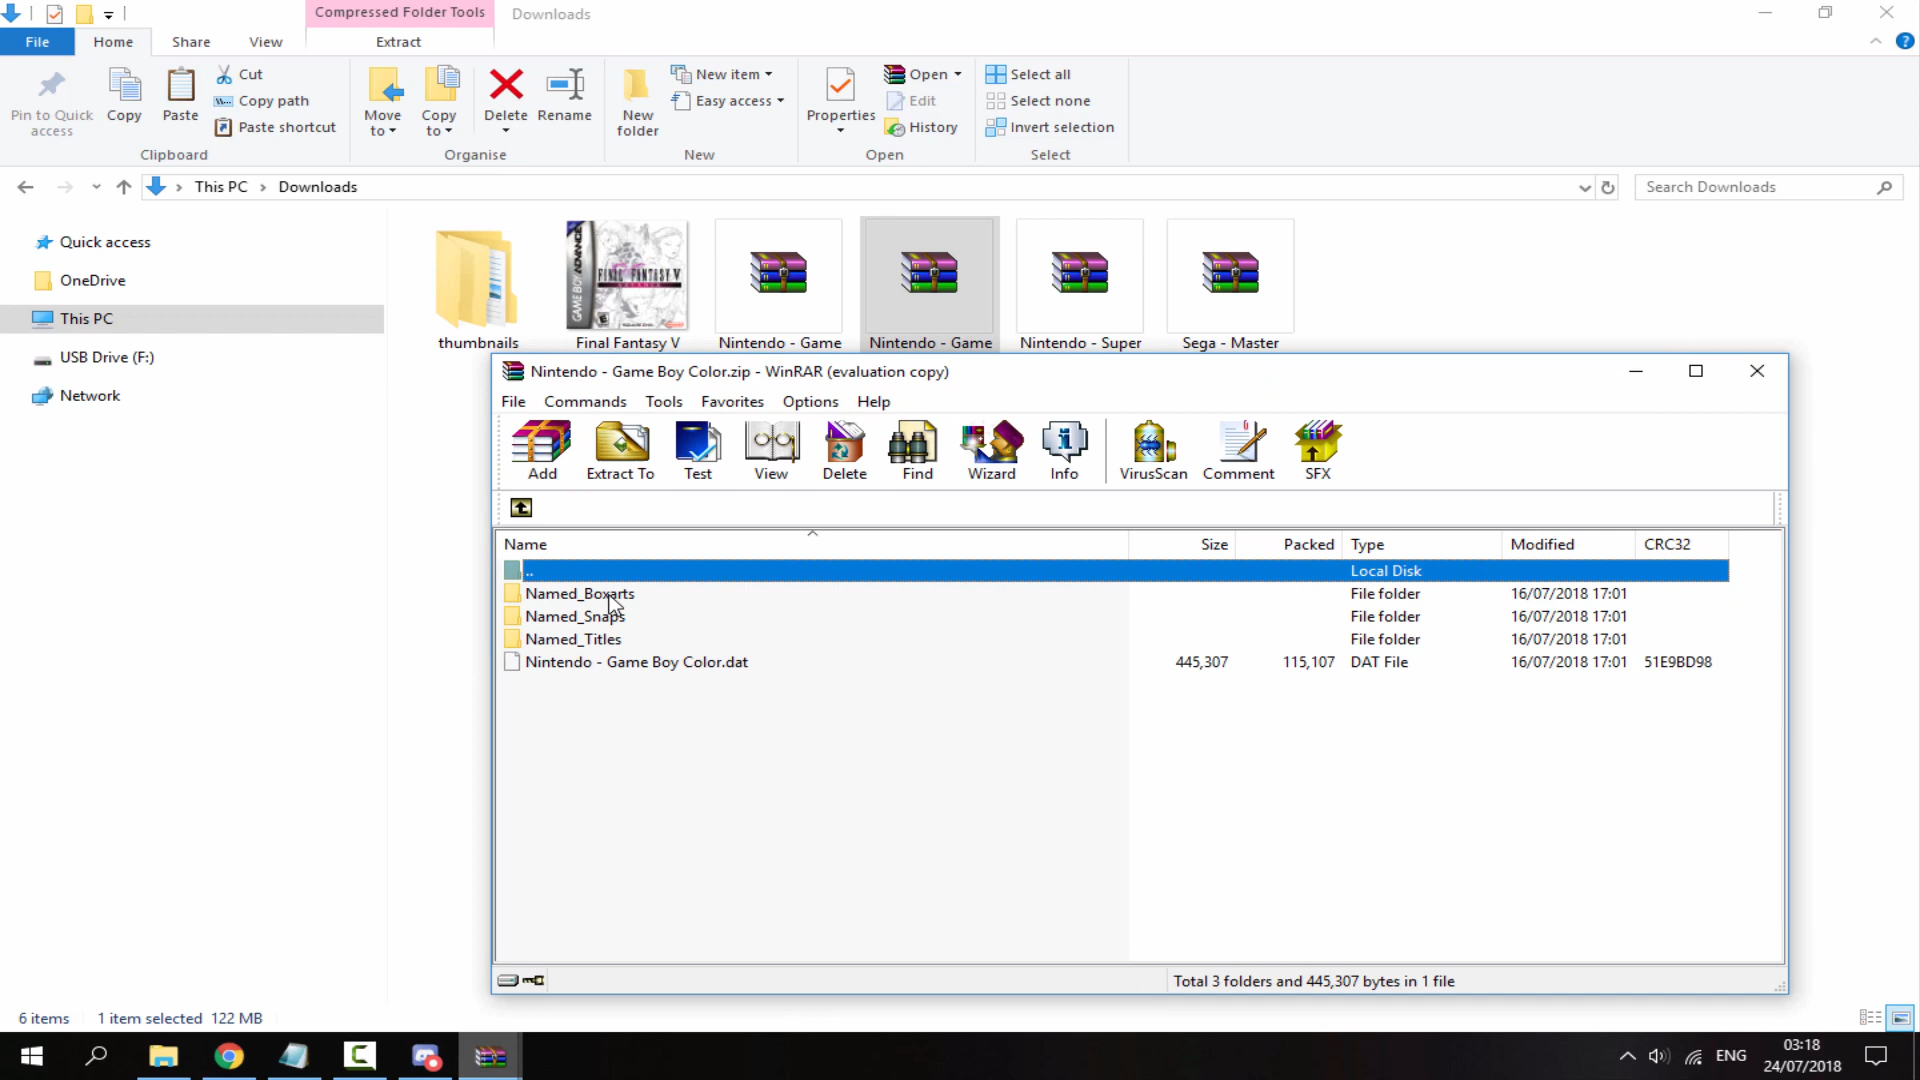 Compressed Folder Tools
Downloads
File
Home
Share
View
Extract
Pin to Quick access
Copy
Paste
Cut
Copy path
Paste shortcut
Clipboard
Move to
Copy to
Delete
Rename
Organise
New folder
New item
Easy access
New
Properties
Open
Edit
History
Open
Select all
Select none
Invert selection
Select
This PC
Downloads
Search Downloads
Quick access
OneDrive
This PC
USB Drive (F:)
Network
FINAL FANTASY V
GAME BOY ADVANCE
thumbnails
Final Fantasy V
Nintendo - Game
Nintendo - Game
Nintendo - Super
Sega - Master
Nintendo - Game Boy Color.zip - WinRAR (evaluation copy)
File Commands Tools Favorites Options Help
Add Extract To Test View Delete Find Wizard Info VirusScan Comment SFX
Name Size Packed Type Modified CRC32
.. Local Disk
Named_Boxarts File folder 16/07/2018 17:01
Named_Snaps File folder 16/07/2018 17:01
Named_Titles File folder 16/07/2018 17:01
Nintendo - Game Boy Color.dat 445,307 115,107 DAT File 16/07/2018 17:01 51E9BD98
Total 3 folders and 445,307 bytes in 1 file
6 items 1 item selected 122 MB
ENG
03:18
24/07/2018